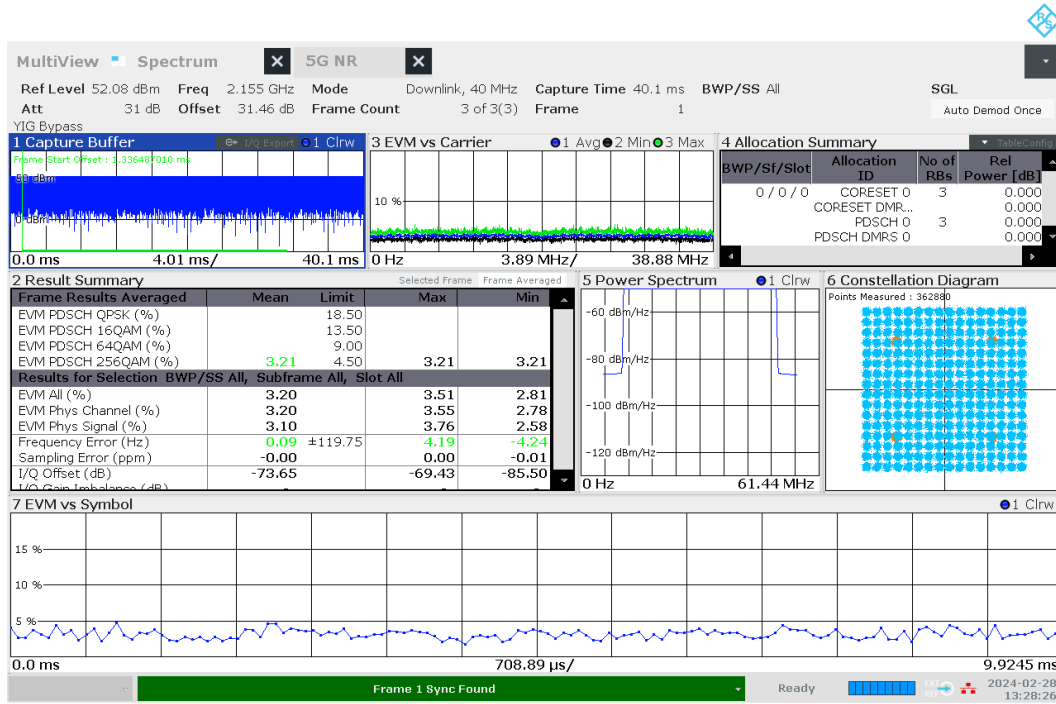 R&S
MultiView Spectrum 5G NR
Ref Level 52.08 dBm Freq 2.155 GHz Mode Downlink, 40 MHz Capture Time 40.1 ms BWP/SS All SGL
Att 31 dB Offset 31.46 dB Frame Count 3 of 3(3) Frame 1 Auto Demod Once
YIG Bypass
1 Capture Buffer I/Q Export 1 Clrw
Frame Start Offset : 1.336487010 ms
50 dBm
0 dBm
0.0 ms 4.01 ms/ 40.1 ms
3 EVM vs Carrier 1 Avg 2 Min 3 Max
10 %
0 Hz 3.89 MHz/ 38.88 MHz
4 Allocation Summary TableConfig
BWP/Sf/Slot Allocation ID No of RBs Rel Power [dB]
0/0/0 CORESET 0 3 0.000
CORESET DMR... 0.000
PDSCH 0 3 0.000
PDSCH DMRS 0 0.000
2 Result Summary Selected Frame Frame Averaged
Frame Results Averaged Mean Limit Max Min
EVM PDSCH QPSK (%) 18.50
EVM PDSCH 16QAM (%) 13.50
EVM PDSCH 64QAM (%) 9.00
EVM PDSCH 256QAM (%) 3.21 4.50 3.21 3.21
Results for Selection BWP/SS All, Subframe All, Slot All
EVM All (%) 3.20 3.51 2.81
EVM Phys Channel (%) 3.20 3.55 2.78
EVM Phys Signal (%) 3.10 3.76 2.58
Frequency Error (Hz) 0.09 ±119.75 4.19 -4.24
Sampling Error (ppm) -0.00 0.00 -0.01
I/Q Offset (dB) -73.65 -69.43 -85.50
I/Q Gain Imbalance (dB) - - -
5 Power Spectrum 1 Clrw
-60 dBm/Hz
-80 dBm/Hz
-100 dBm/Hz
-120 dBm/Hz
0 Hz 61.44 MHz
6 Constellation Diagram
Points Measured : 362880
7 EVM vs Symbol 1 Clrw
15 %
10 %
5 %
0.0 ms 708.89 µs/ 9.9245 ms
Frame 1 Sync Found Ready EXT REF 2024-02-28
13:28:26